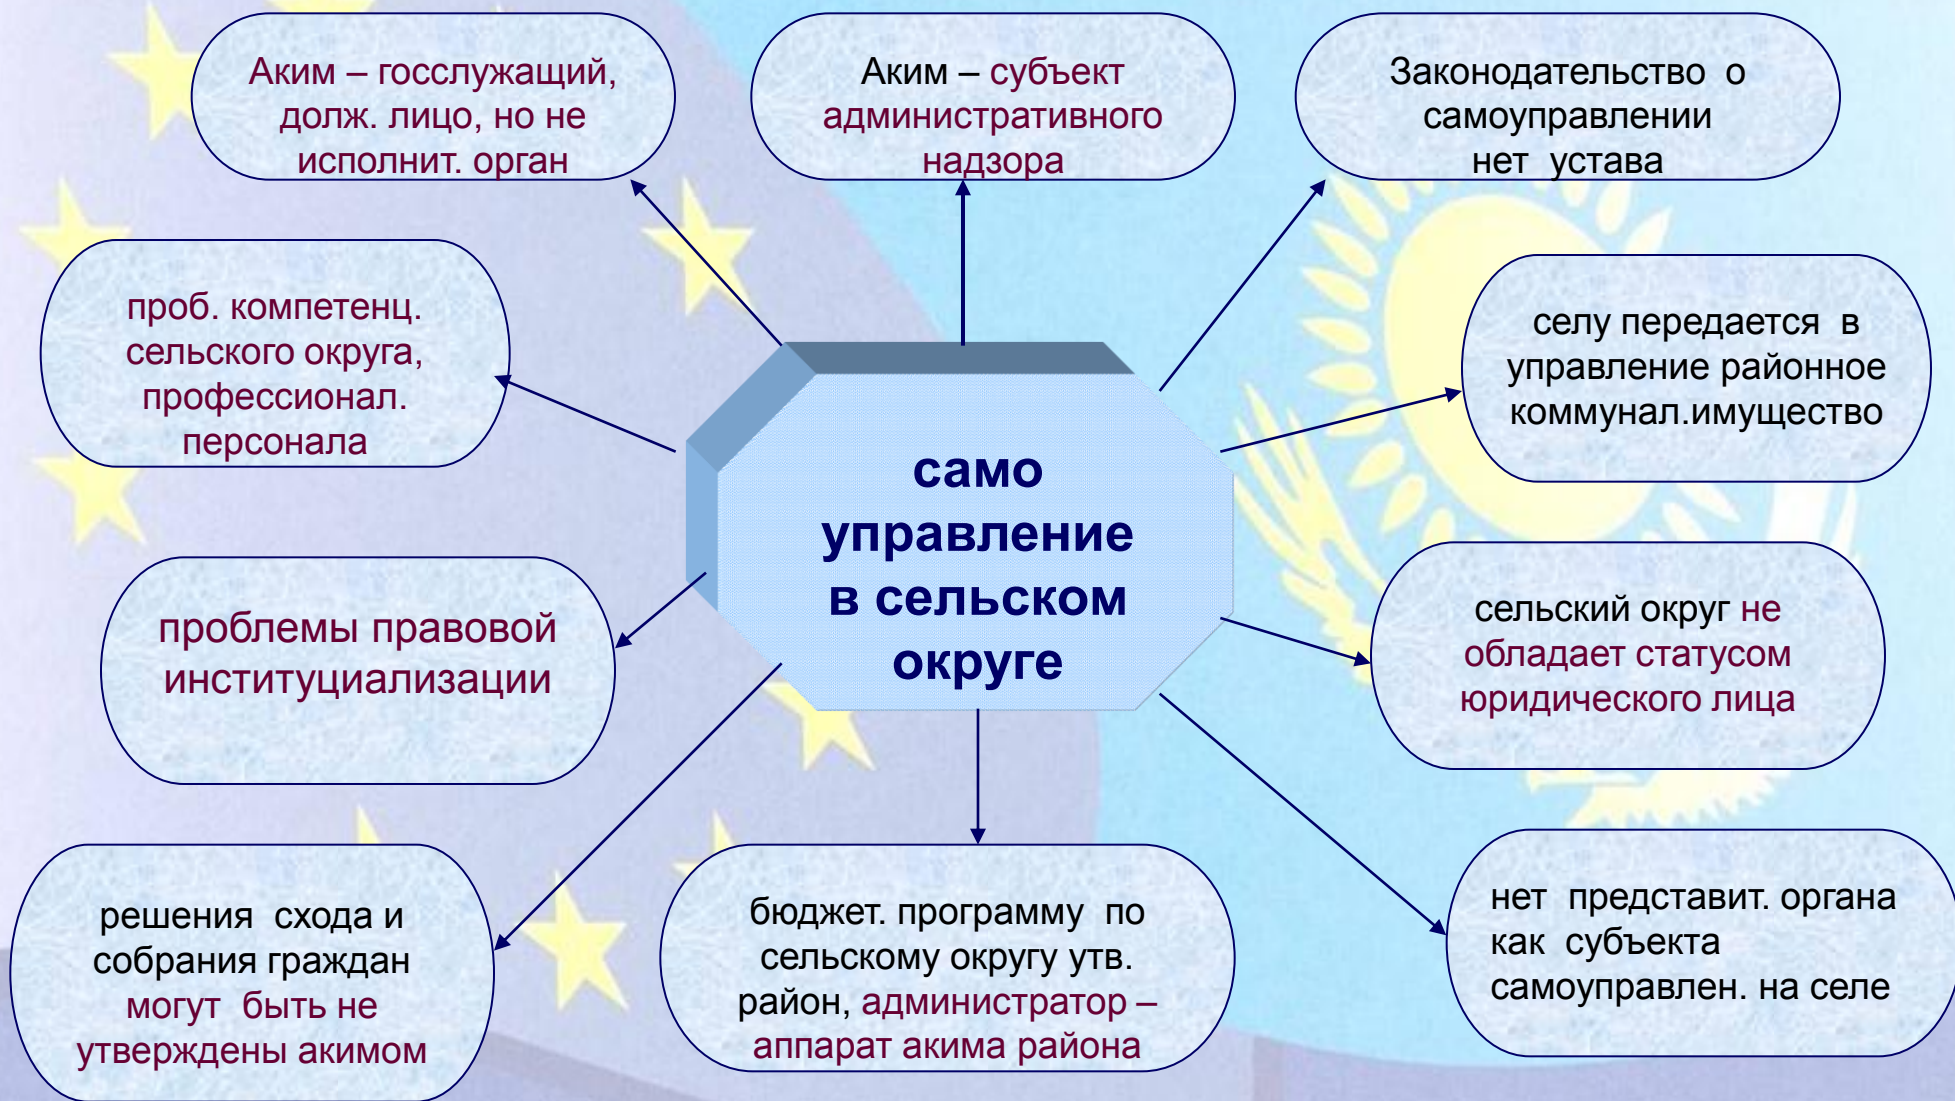 Аким – госслужащий,
долж. лицо, но не
исполнит. орган
Аким – субъект
административного
надзора
Законодательство о
самоуправлении
нет устава
проб. компетенц.
сельского округа,
профессионал.
персонала
селу передается в
управление районное
коммунал.имущество
само
управление
в сельском
округе
проблемы правовой
институциализации
сельский округ не
обладает статусом
юридического лица
решения схода и
собрания граждан
могут быть не
утверждены акимом
бюджет. программу по
сельскому округу утв.
район, администратор –
аппарат акима района
нет представит. органа
как субъекта
самоуправлен. на селе